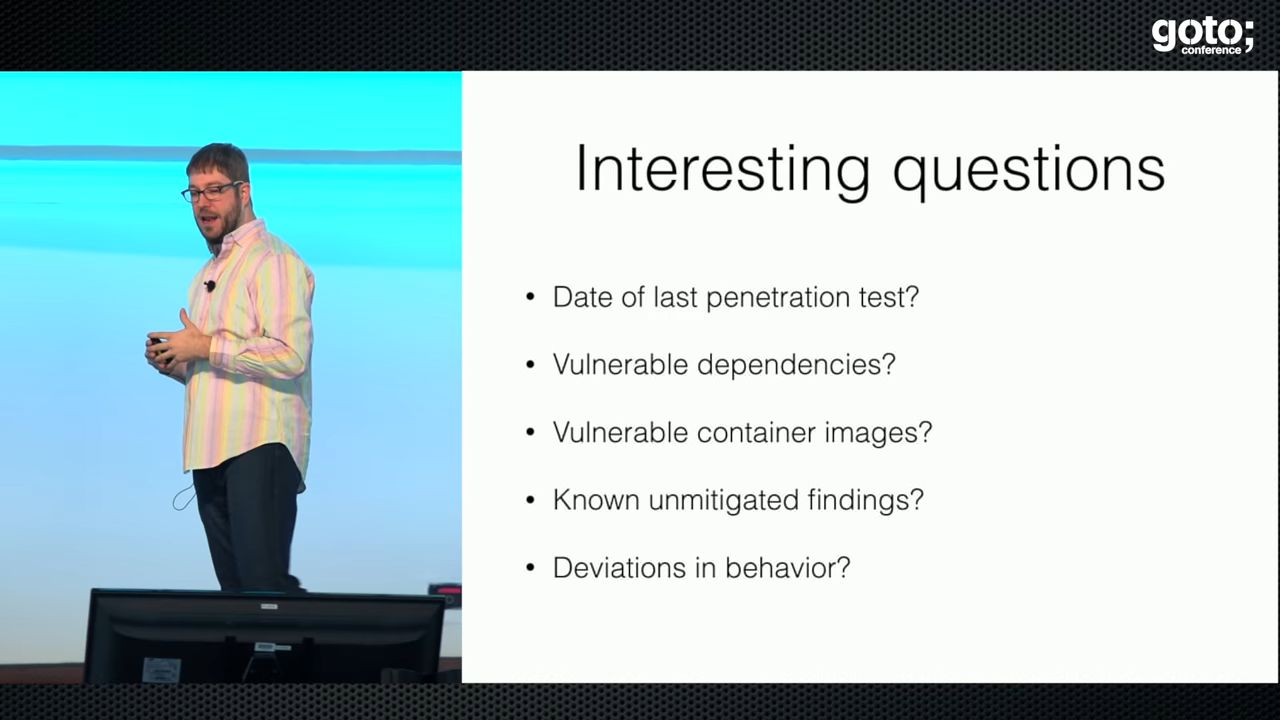 goto;
conference
Interesting questions
• Date of last penetration test?
• Vulnerable dependencies?
• Vulnerable container images?
• Known unmitigated findings?
• Deviations in behavior?